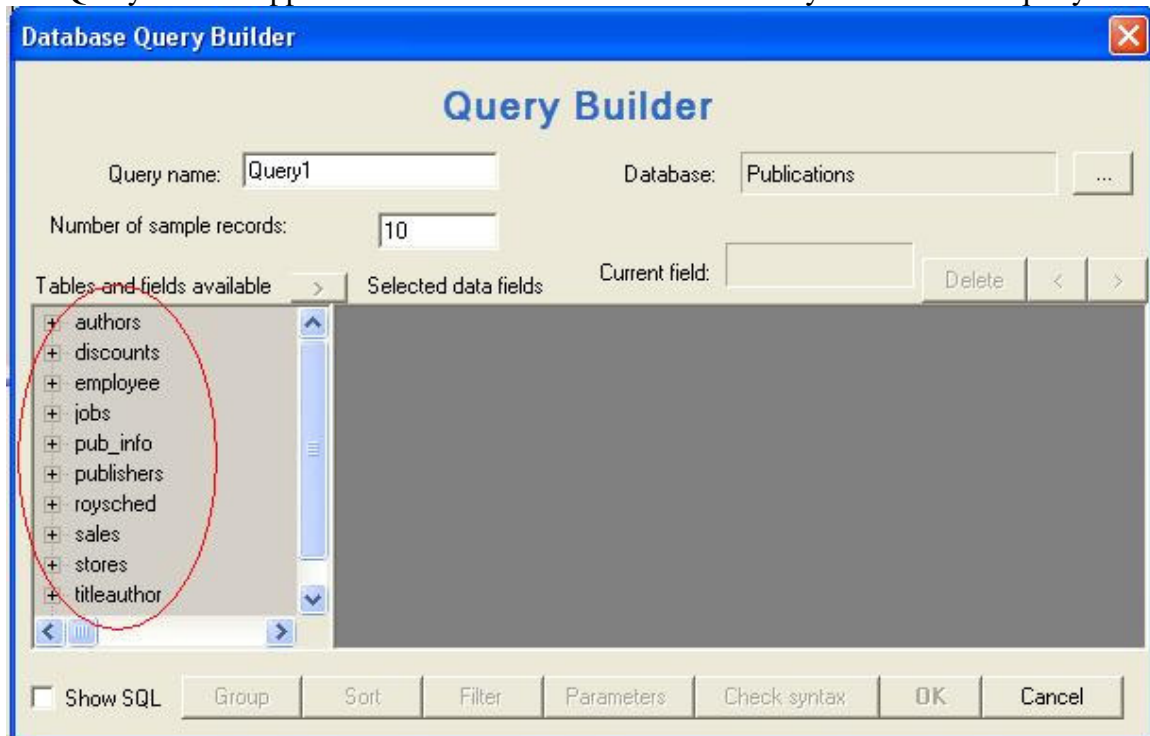 Database Query Builder
Query Builder
Query name: Query1 Database: Publications ...
Number of sample records: 10
Tables and fields available > Selected data fields Current field: Delete < >
authors
discounts
employee
jobs
pub_info
publishers
roysched
sales
stores
titleauthor
Show SQL Group Sort Filter Parameters Check syntax OK Cancel